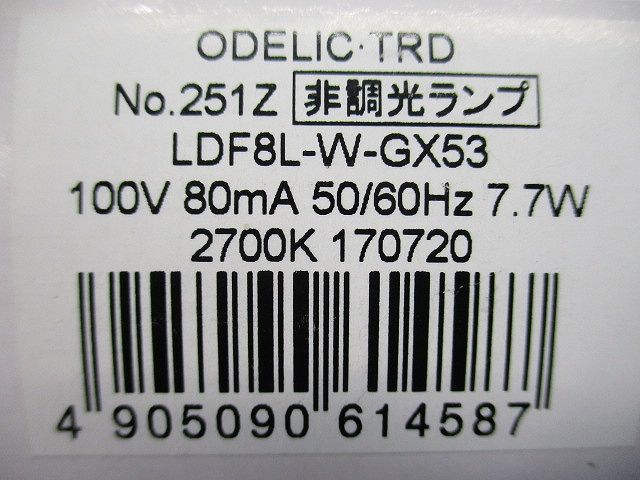 ODELIC·TRD
No.251Z 非調光ランプ
LDF8L-W-GX53
100V 80mA 50/60Hz 7.7W
2700K 170720
4 905090 614587